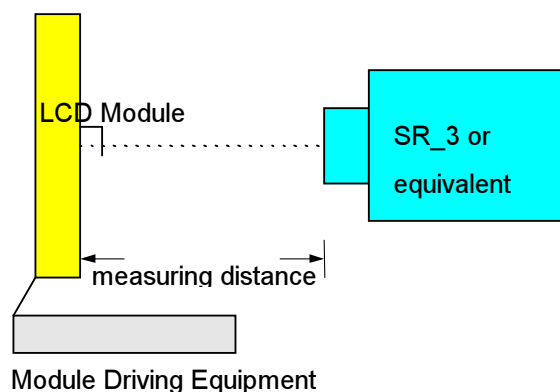 LCD Module
SR_3 or
equivalent
measuring distance
Module Driving Equipment